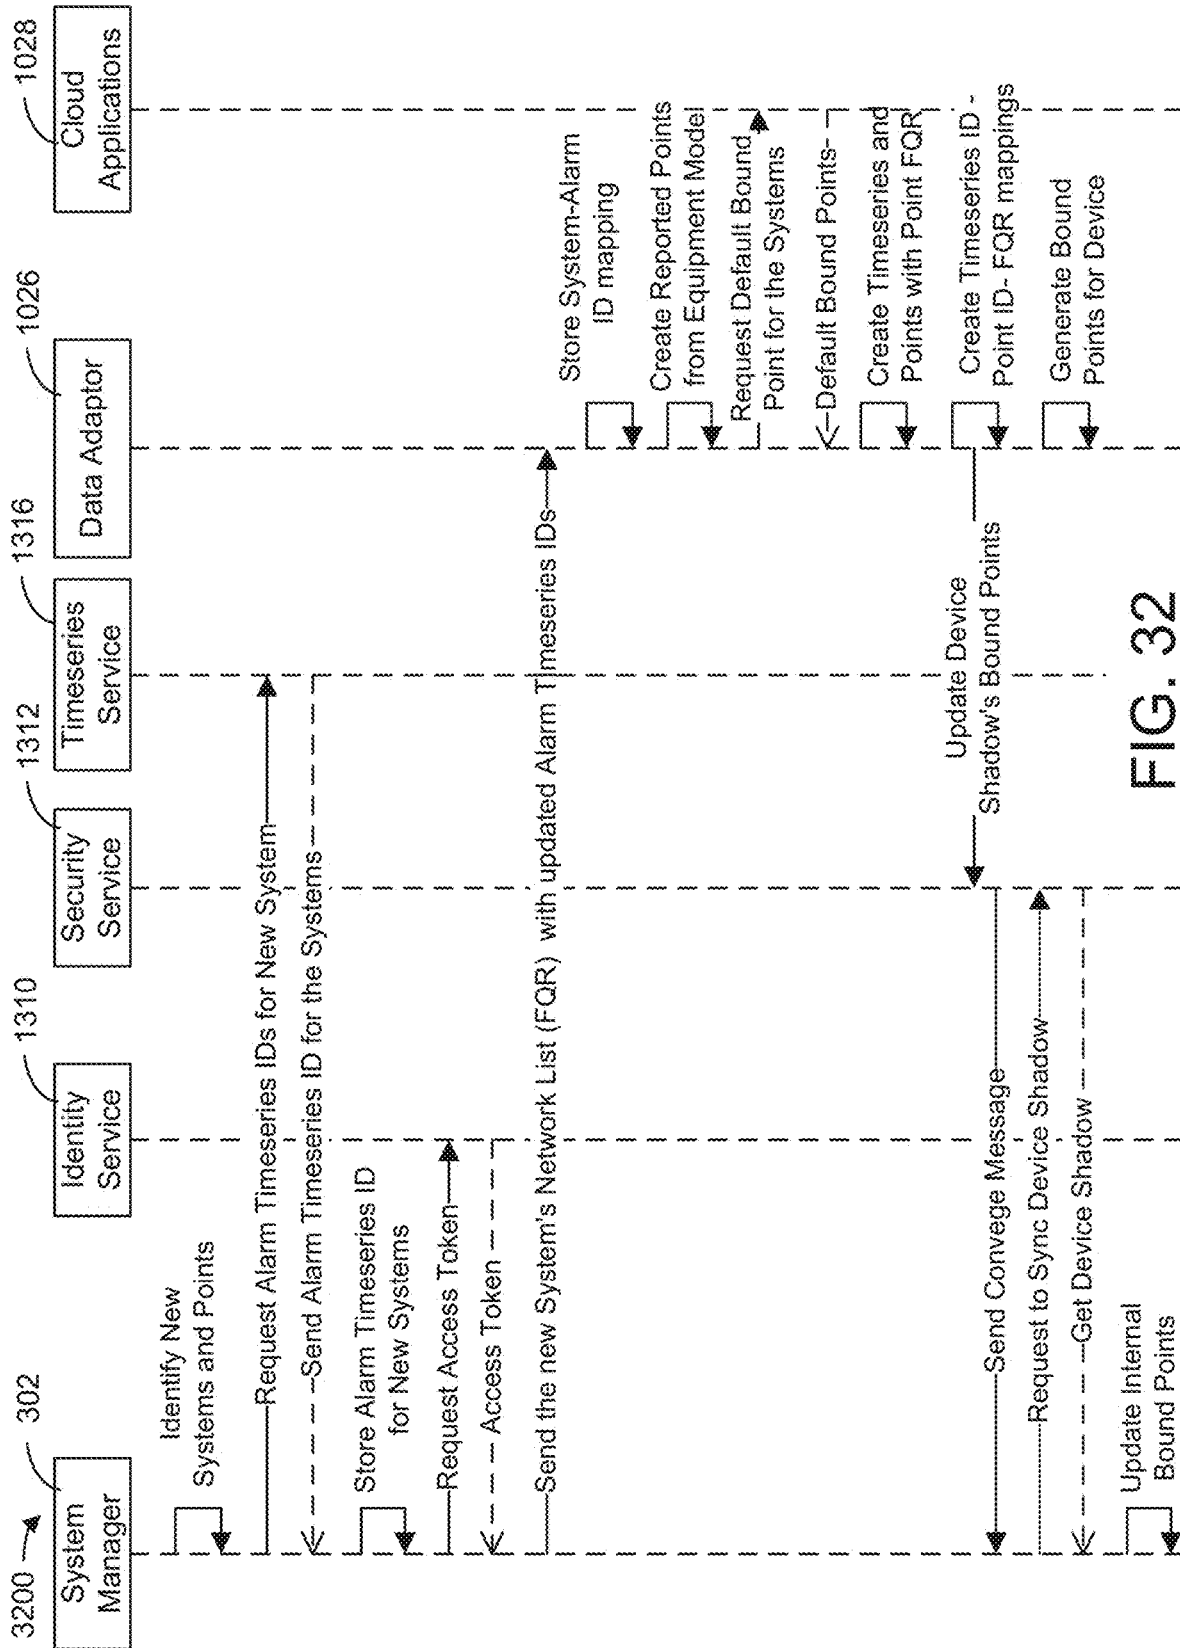 3200
302
System
Manager
1310
Identity
Service
1312
Security
Service
1316
Timeseries
Service
1026
Data Adaptor
1028
Cloud
Applications
Identify New
Systems and Points
Request Alarm Timeseries IDs for New System
Send Alarm Timeseries ID for the Systems
Store Alarm Timeseries ID
for New Systems
Request Access Token
Access Token
Send the new System's Network List (FQR) with updated Alarm Timeseries IDs
Store System-Alarm
ID mapping
Create Reported Points
from Equipment Model
Request Default Bound
Point for the Systems
Default Bound Points
Create Timeseries and
Points with Point FQR
Create Timeseries ID -
Point ID- FQR mappings
Update Device
Shadow's Bound Points
Send Convege Message
Request to Sync Device Shadow
Generate Bound
Points for Device
Get Device Shadow
Update Internal
Bound Points
FIG. 32